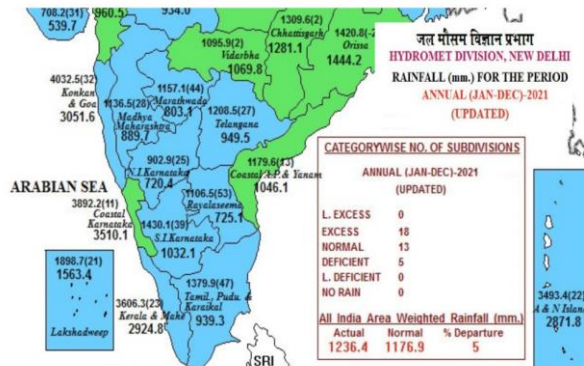 708.2(31)
539.7
960.5
934.0
1309.6(2)
Chhattisgarh
1281.1
1420.8(-
Orissa
1444.2
1095.9(2)
Vidarbha
1069.8
4032.5(32)
Konkan
& Goa
3051.6
1157.1(44)
Marathwada
803.1
1136.5(28)
Madhya
Maharashtra
889.7
1208.5(27)
Telangana
949.5
902.9(25)
N.I.Karnataka
720.4
1179.6(13)
Coastal A.P. & Yanam
1046.1
ARABIAN SEA
3892.2(11)
Coastal
Karnataka
3510.1
1106.5(53)
Rayalaseema
725.1
1430.1(39)
S.I.Karnataka
1032.1
1898.7(21)
1563.4
Lakshadweep
3606.3(23)
Kerala & Mahe
2924.8
1379.9(47)
Tamil, Pudu. &
Karaikal
939.3
SRI
जल मौसम विज्ञान प्रभाग
HYDROMET DIVISION, NEW DELHI
RAINFALL (mm.) FOR THE PERIOD
ANNUAL (JAN-DEC)-2021
(UPDATED)
CATEGORYWISE NO. OF SUBDIVISIONS
ANNUAL (JAN-DEC)-2021
(UPDATED)
L. EXCESS 0
EXCESS 18
NORMAL 13
DEFICIENT 5
L. DEFICIENT 0
NO RAIN 0
All India Area Weighted Rainfall (mm.)
Actual Normal % Departure
1236.4 1176.9 5
3493.4(22)
A & N Island
2871.8